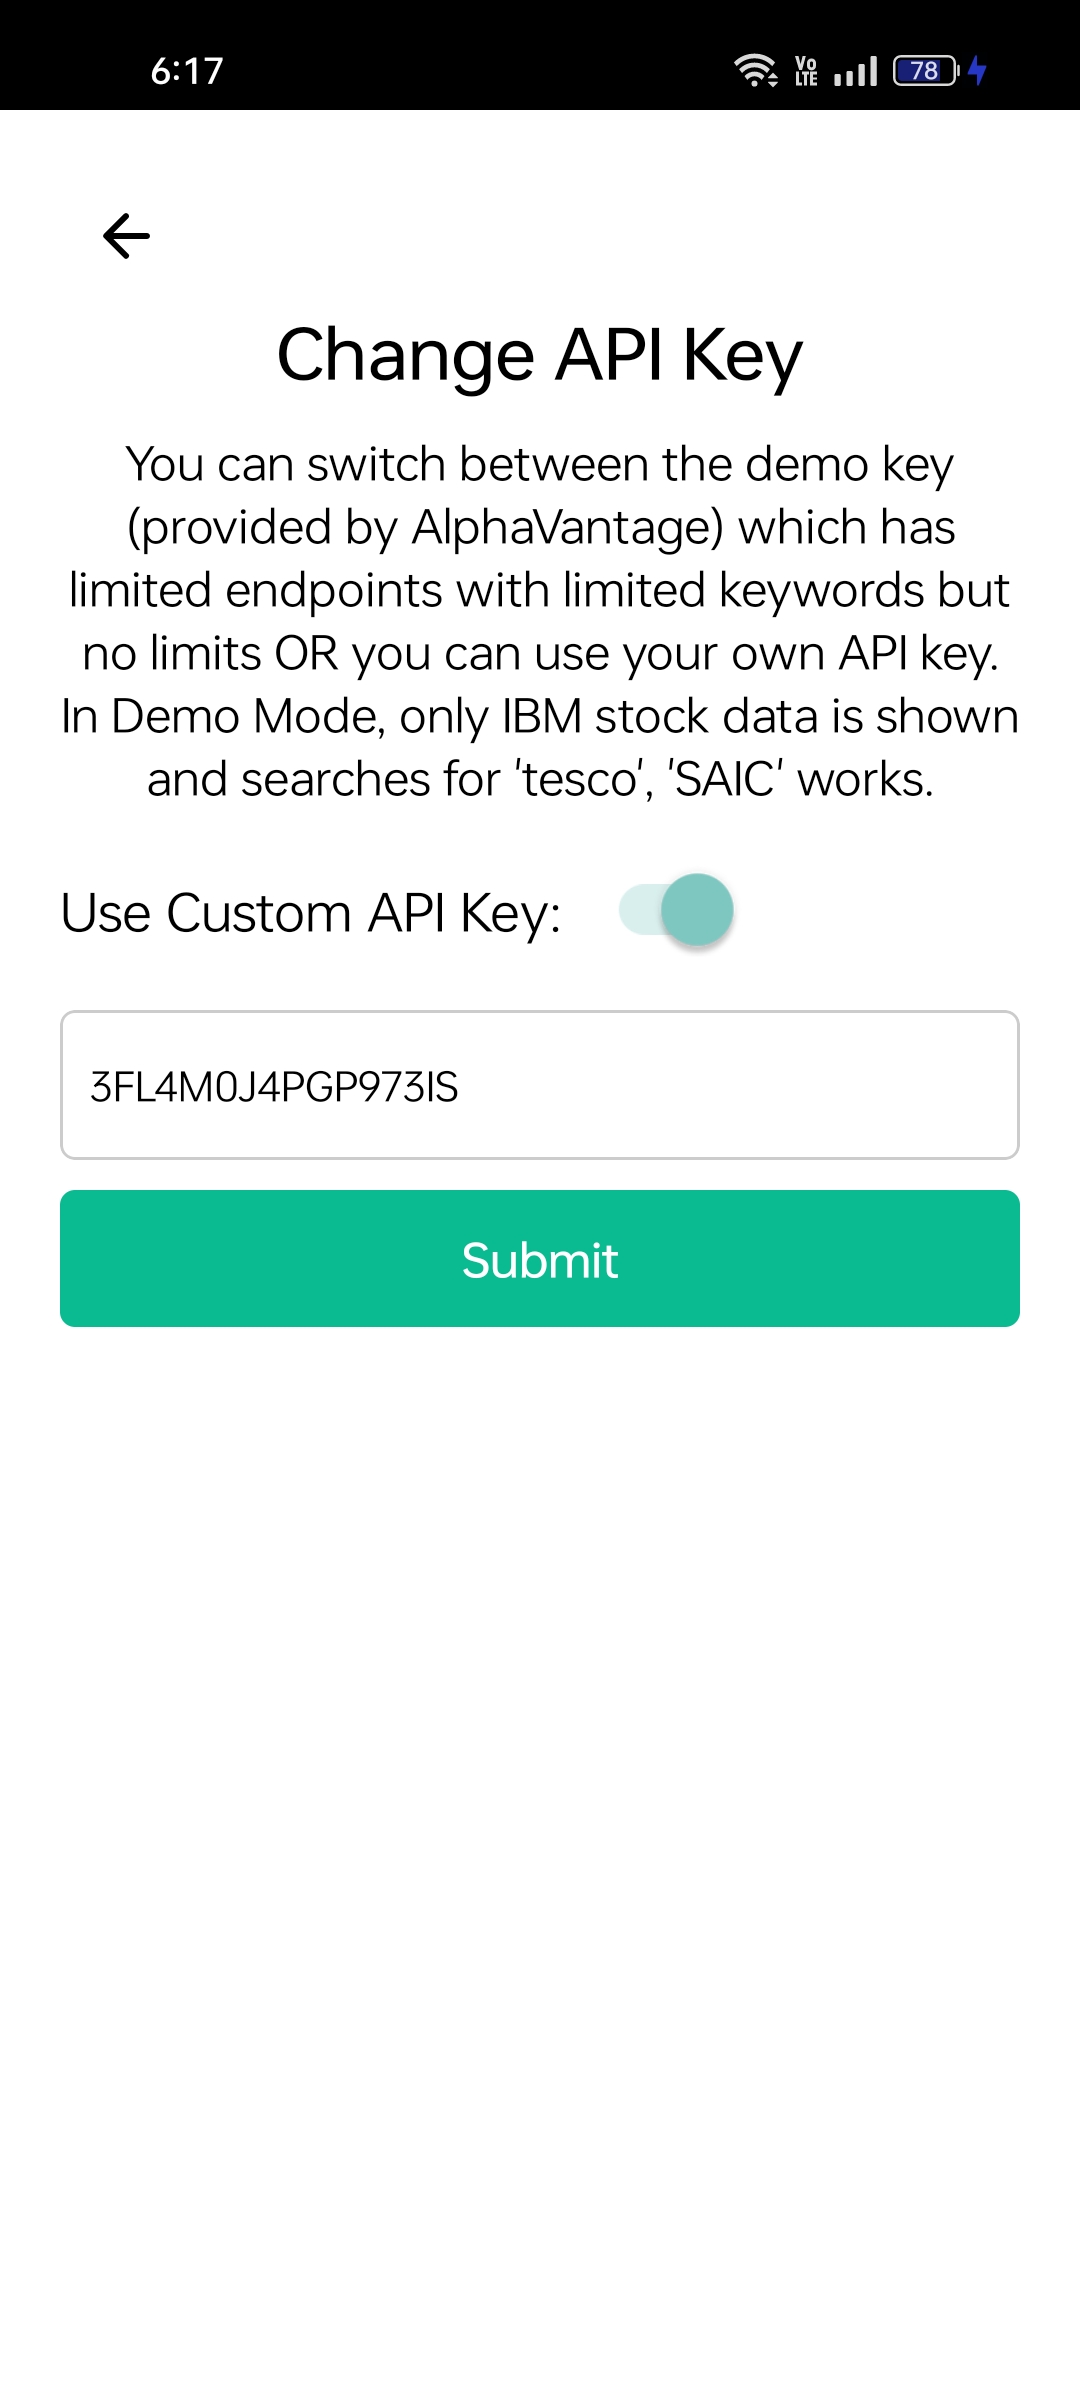 6:17
Vo
LTE
78
Change API Key
You can switch between the demo key
(provided by AlphaVantage) which has
limited endpoints with limited keywords but
no limits OR you can use your own API key.
In Demo Mode, only IBM stock data is shown
and searches for 'tesco', 'SAIC' works.
Use Custom API Key:
3FL4M0J4PGP973IS
Submit